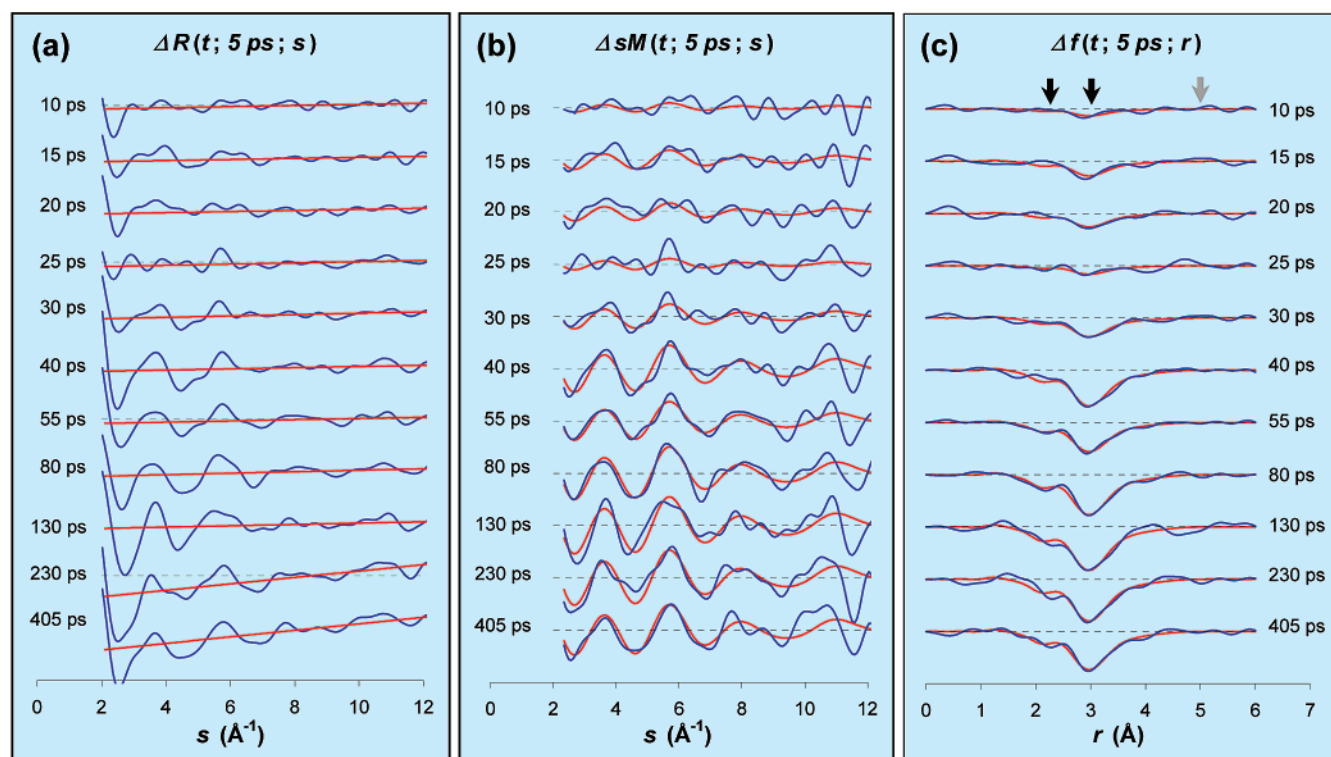 (a) ΔR(t; 5 ps; s)
10 ps
15 ps
20 ps
25 ps
30 ps
40 ps
55 ps
80 ps
130 ps
230 ps
405 ps
0 2 4 6 8 10 12
s (Å⁻¹)
(b) ΔsM(t; 5 ps; s)
10 ps
15 ps
20 ps
25 ps
30 ps
40 ps
55 ps
80 ps
130 ps
230 ps
405 ps
0 2 4 6 8 10 12
s (Å⁻¹)
(c) Δf(t; 5 ps; r)
10 ps
15 ps
20 ps
25 ps
30 ps
40 ps
55 ps
80 ps
130 ps
230 ps
405 ps
0 1 2 3 4 5 6 7
r (Å)